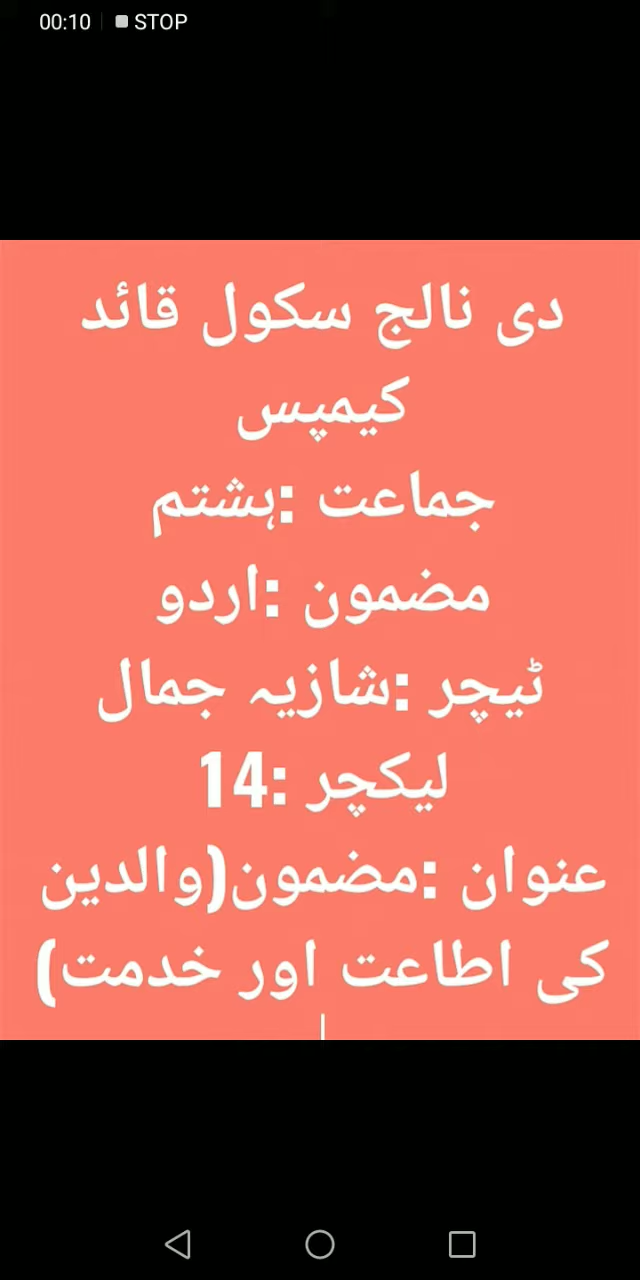 00:10 STOP
دی نالج سکول قائد
کیمپس
جماعت :ہشتم
مضمون :اردو
ٹیچر :شازیہ جمال
لیکچر :14
عنوان :مضمون(والدین
کی اطاعت اور خدمت)